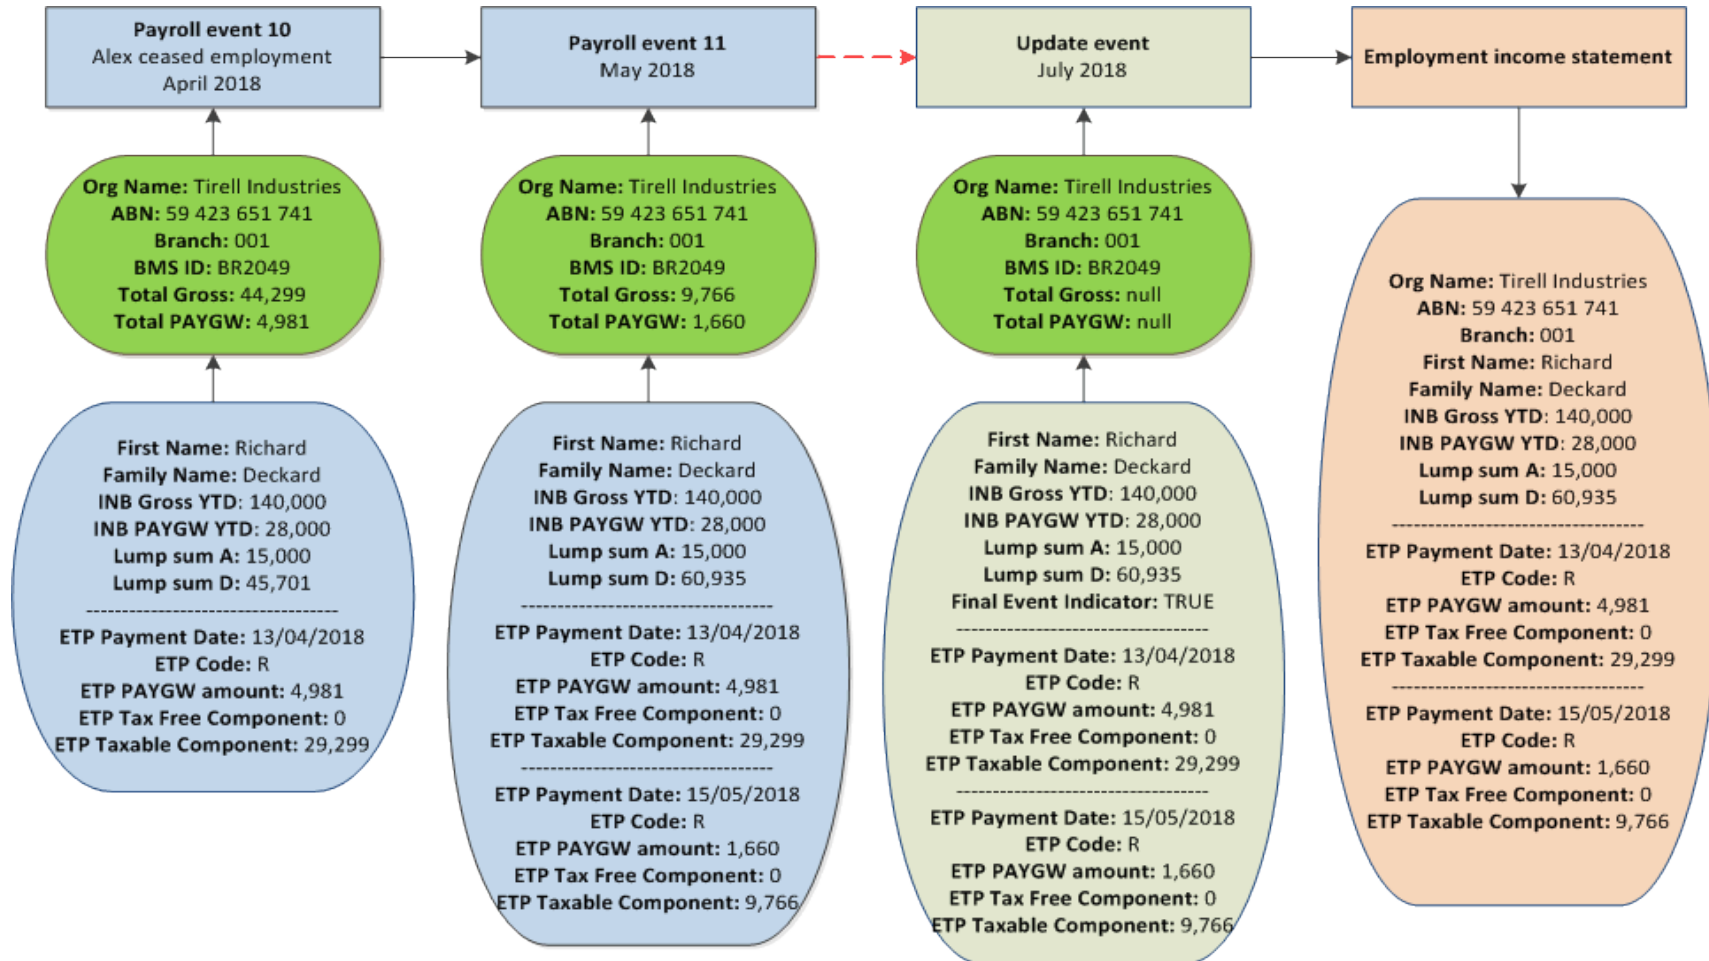 Payroll event 10
Alex ceased employment
April 2018
Org Name: Tirell Industries
ABN: 59 423 651 741
Branch: 001
BMS ID: BR2049
Total Gross: 44,299
Total PAYGW: 4,981
First Name: Richard
Family Name: Deckard
INB Gross YTD: 140,000
INB PAYGW YTD: 28,000
Lump sum A: 15,000
Lump sum D: 45,701
-----------------------------------
ETP Payment Date: 13/04/2018
ETP Code: R
ETP PAYGW amount: 4,981
ETP Tax Free Component: 0
ETP Taxable Component: 29,299
Payroll event 11
May 2018
Org Name: Tirell Industries
ABN: 59 423 651 741
Branch: 001
BMS ID: BR2049
Total Gross: 9,766
Total PAYGW: 1,660
First Name: Richard
Family Name: Deckard
INB Gross YTD: 140,000
INB PAYGW YTD: 28,000
Lump sum A: 15,000
Lump sum D: 60,935
-----------------------------------
ETP Payment Date: 13/04/2018
ETP Code: R
ETP PAYGW amount: 4,981
ETP Tax Free Component: 0
ETP Taxable Component: 29,299
-----------------------------------
ETP Payment Date: 15/05/2018
ETP Code: R
ETP PAYGW amount: 1,660
ETP Tax Free Component: 0
ETP Taxable Component: 9,766
Update event
July 2018
Org Name: Tirell Industries
ABN: 59 423 651 741
Branch: 001
BMS ID: BR2049
Total Gross: null
Total PAYGW: null
First Name: Richard
Family Name: Deckard
INB Gross YTD: 140,000
INB PAYGW YTD: 28,000
Lump sum A: 15,000
Lump sum D: 60,935
Final Event Indicator: TRUE
-----------------------------------
ETP Payment Date: 13/04/2018
ETP Code: R
ETP PAYGW amount: 4,981
ETP Tax Free Component: 0
ETP Taxable Component: 29,299
-----------------------------------
ETP Payment Date: 15/05/2018
ETP Code: R
ETP PAYGW amount: 1,660
ETP Tax Free Component: 0
ETP Taxable Component: 9,766
Employment income statement
Org Name: Tirell Industries
ABN: 59 423 651 741
Branch: 001
First Name: Richard
Family Name: Deckard
INB Gross YTD: 140,000
INB PAYGW YTD: 28,000
Lump sum A: 15,000
Lump sum D: 60,935
-----------------------------------
ETP Payment Date: 13/04/2018
ETP Code: R
ETP PAYGW amount: 4,981
ETP Tax Free Component: 0
ETP Taxable Component: 29,299
-----------------------------------
ETP Payment Date: 15/05/2018
ETP Code: R
ETP PAYGW amount: 1,660
ETP Tax Free Component: 0
ETP Taxable Component: 9,766